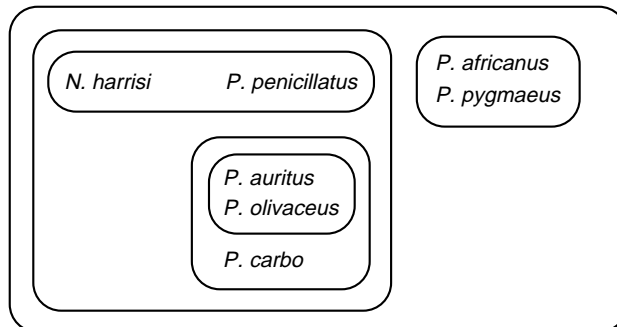 N. harrisi P. penicillatus
P. africanus
P. pygmaeus
P. auritus
P. olivaceus
P. carbo